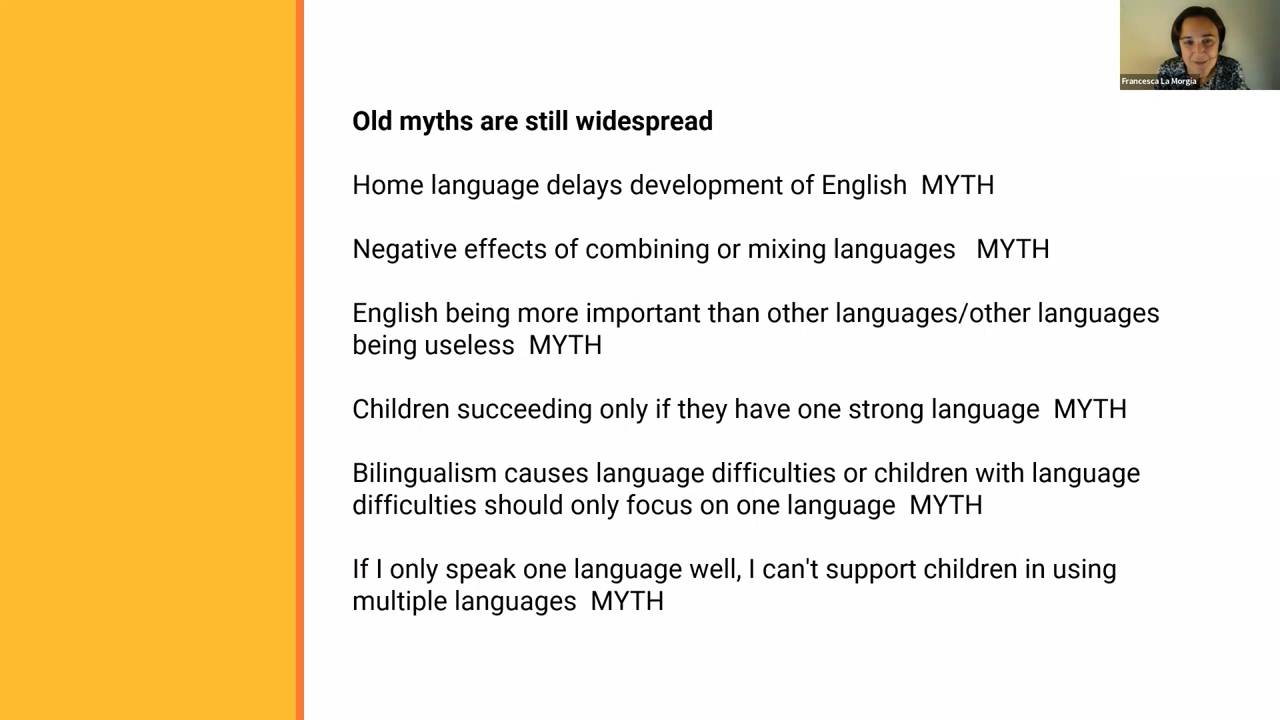 Francesca La Morgia
Old myths are still widespread
Home language delays development of English  MYTH
Negative effects of combining or mixing languages   MYTH
English being more important than other languages/other languages
being useless  MYTH
Children succeeding only if they have one strong language  MYTH
Bilingualism causes language difficulties or children with language
difficulties should only focus on one language  MYTH
If I only speak one language well, I can't support children in using
multiple languages  MYTH